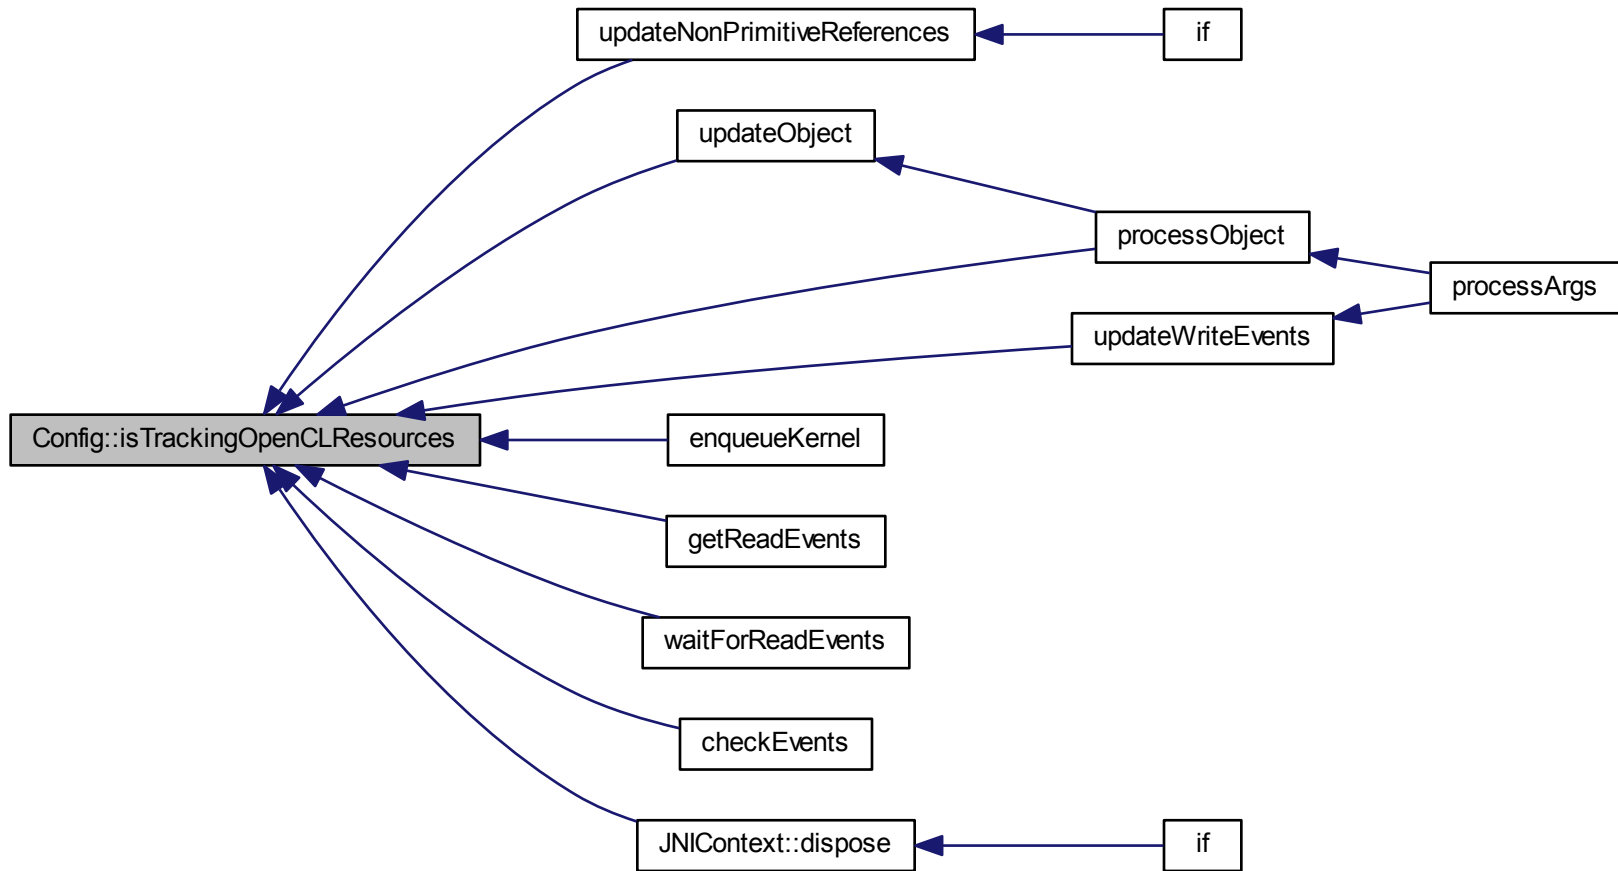 updateNonPrimitiveReferences
if
updateObject
processObject
processArgs
updateWriteEvents
Config::isTrackingOpenCLResources
enqueueKernel
getReadEvents
waitForReadEvents
checkEvents
JNIContext::dispose
if